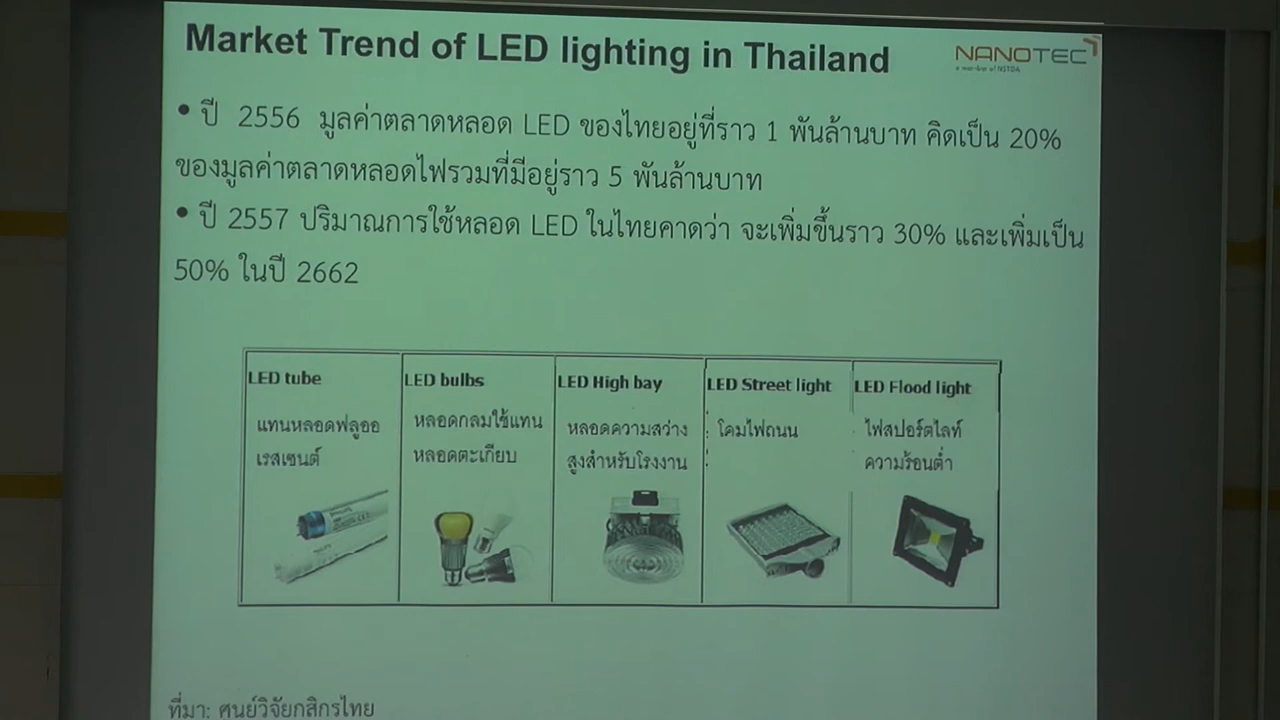 Market Trend of LED lighting in Thailand
NANOTEC
a member of NSTDA
• ปี 2556 มูลค่าตลาดหลอด LED ของไทยอยู่ที่ราว 1 พันล้านบาท คิดเป็น 20%
ของมูลค่าตลาดหลอดไฟรวมที่มีอยู่ราว 5 พันล้านบาท
• ปี 2557 ปริมาณการใช้หลอด LED ในไทยคาดว่า จะเพิ่มขึ้นราว 30% และเพิ่มเป็น
50% ในปี 2662
LED tube
แทนหลอดฟลูออ
เรสเซนต์
LED bulbs
หลอดกลมใช้แทน
หลอดตะเกียบ
LED High bay
หลอดความสว่าง
สูงสำหรับโรงงาน
LED Street light
โคมไฟถนน
LED Flood light
ไฟสปอร์ตไลท์
ความร้อนต่ำ
ที่มา: ศูนย์วิจัยกสิกรไทย